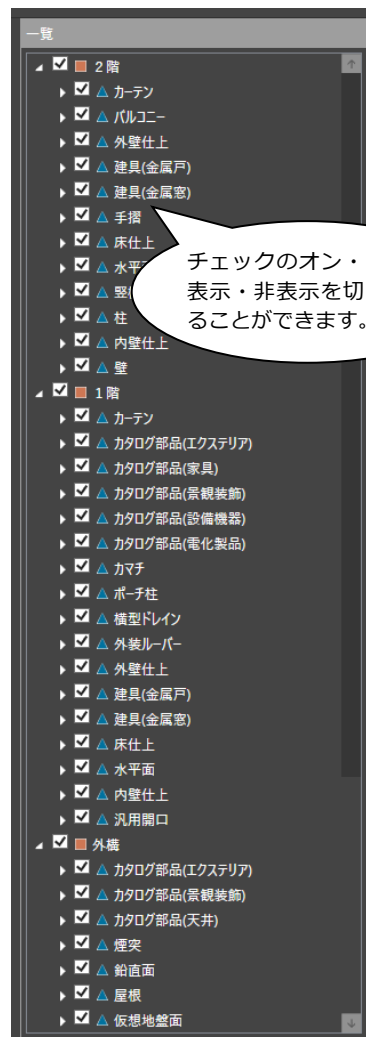 一覧
2階
カーテン
バルコニー
外壁仕上
建具(金属戸)
建具(金属窓)
手摺
床仕上
水平
チェックのオン・
表示・非表示を切
ることができます。
柱
内壁仕上
壁
1階
カーテン
カタログ部品(エクステリア)
カタログ部品(家具)
カタログ部品(景観装飾)
カタログ部品(設備機器)
カタログ部品(電化製品)
カマチ
ポーチ柱
横型ドレイン
外装ルーバー
外壁仕上
建具(金属戸)
建具(金属窓)
床仕上
水平面
内壁仕上
汎用開口
外構
カタログ部品(エクステリア)
カタログ部品(景観装飾)
カタログ部品(天井)
煙突
鉛直面
屋根
仮想地盤面